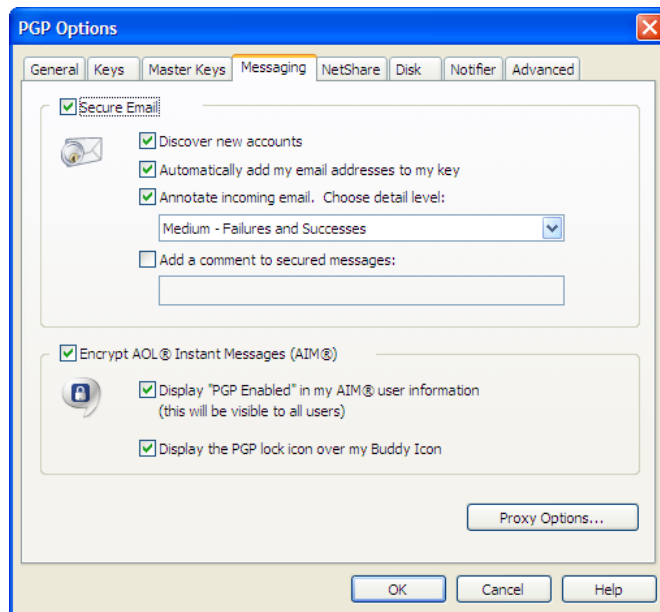 PGP Options
General Keys Master Keys Messaging NetShare Disk Notifier Advanced
Secure Email
Discover new accounts
Automatically add my email addresses to my key
Annotate incoming email. Choose detail level:
Medium - Failures and Successes
Add a comment to secured messages:
Encrypt AOL® Instant Messages (AIM®)
Display "PGP Enabled" in my AIM® user information
(this will be visible to all users)
Display the PGP lock icon over my Buddy Icon
Proxy Options...
OK Cancel Help